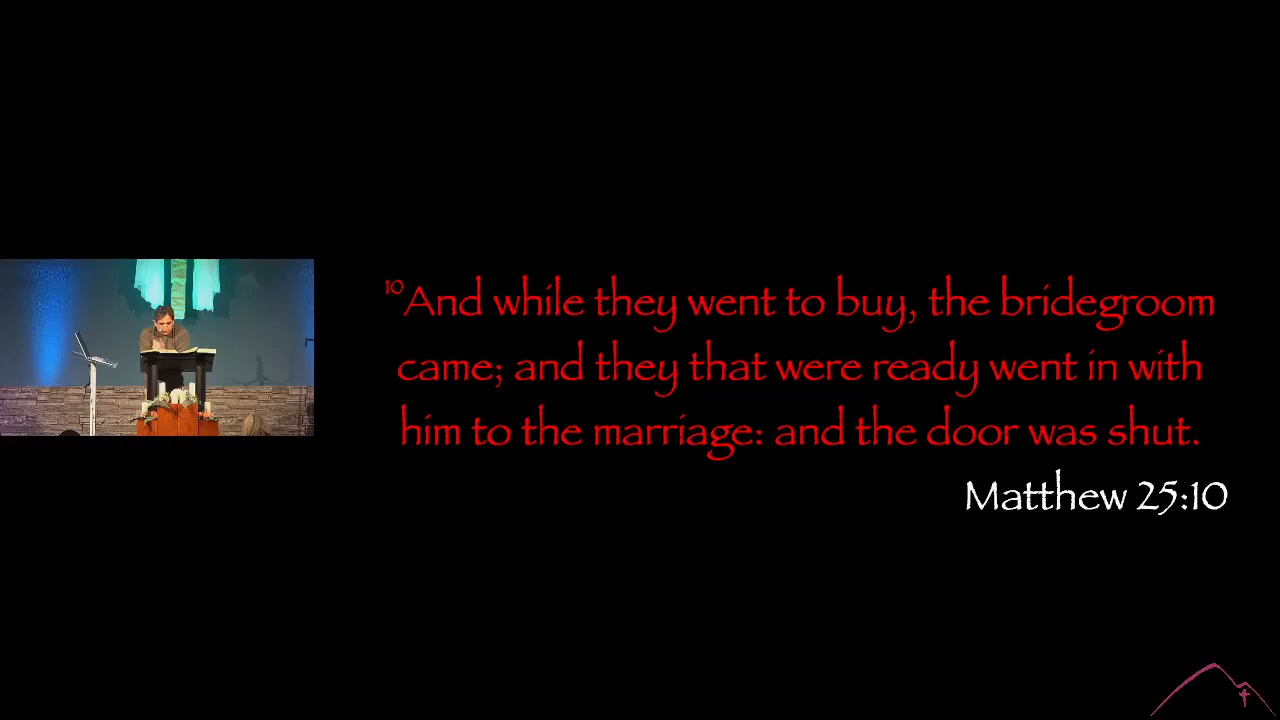 10And while they went to buy, the bridegroom
came; and they that were ready went in with
him to the marriage: and the door was shut.
Matthew 25:10